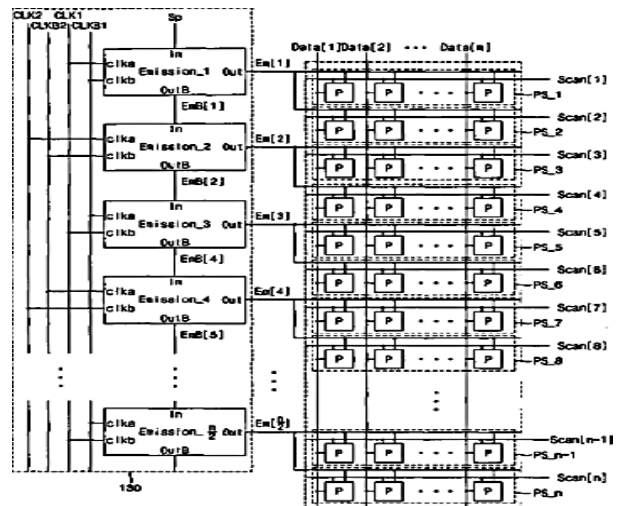 CLK2 CLK1 Sp
CLKB2 CLKB1
Data[1] Data[2] ··· Data[m]
In
clka Emission_1 Out Em[1]
clkb
OutB
EmB[1]
Scan[1]
P P ··· P PS_1
In
clka Emission_2 Out Em[2]
clkb
OutB
EmB[2]
Scan[2]
P P ··· P PS_2
Scan[3]
P P ··· P PS_3
In
clka Emission_3 Out Em[3]
clkb
OutB
EmB[4]
Scan[4]
P P ··· P PS_4
Scan[5]
P P ··· P PS_5
In
clka Emission_4 Out Em[4]
clkb
OutB
EmB[5]
Scan[6]
P P ··· P PS_6
Scan[7]
P P ··· P PS_7
Scan[8]
P P ··· P PS_8
In
clka Emission_ Out
clkb
OutB
Scan[n-1]
P P ··· P PS_n-1
Scan[n]
P P ··· P PS_n
130